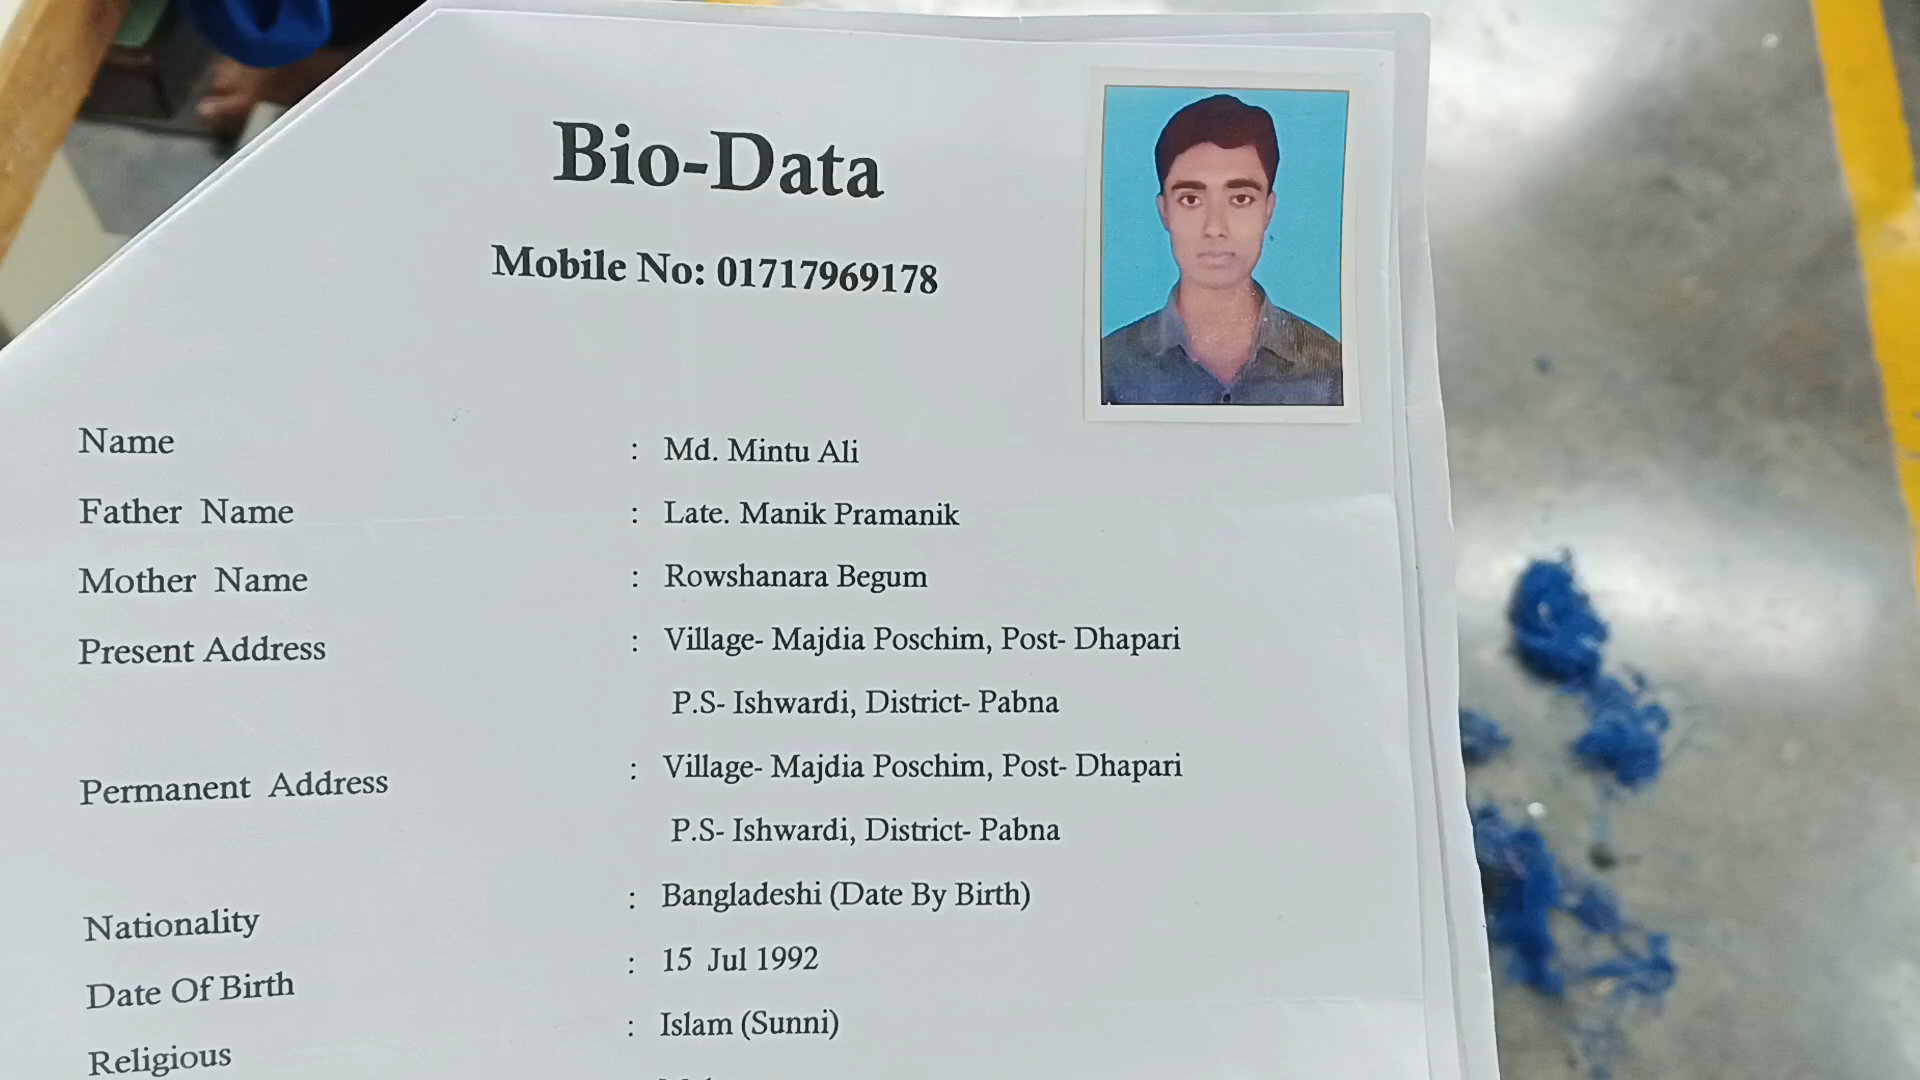 Bio-Data
Mobile No: 01717969178
Name : Md. Mintu Ali
Father Name : Late. Manik Pramanik
Mother Name : Rowshanara Begum
Present Address : Village- Majdia Poschim, Post- Dhapari
P.S- Ishwardi, District- Pabna
Permanent Address : Village- Majdia Poschim, Post- Dhapari
P.S- Ishwardi, District- Pabna
Nationality : Bangladeshi (Date By Birth)
Date Of Birth : 15 Jul 1992
Religious : Islam (Sunni)